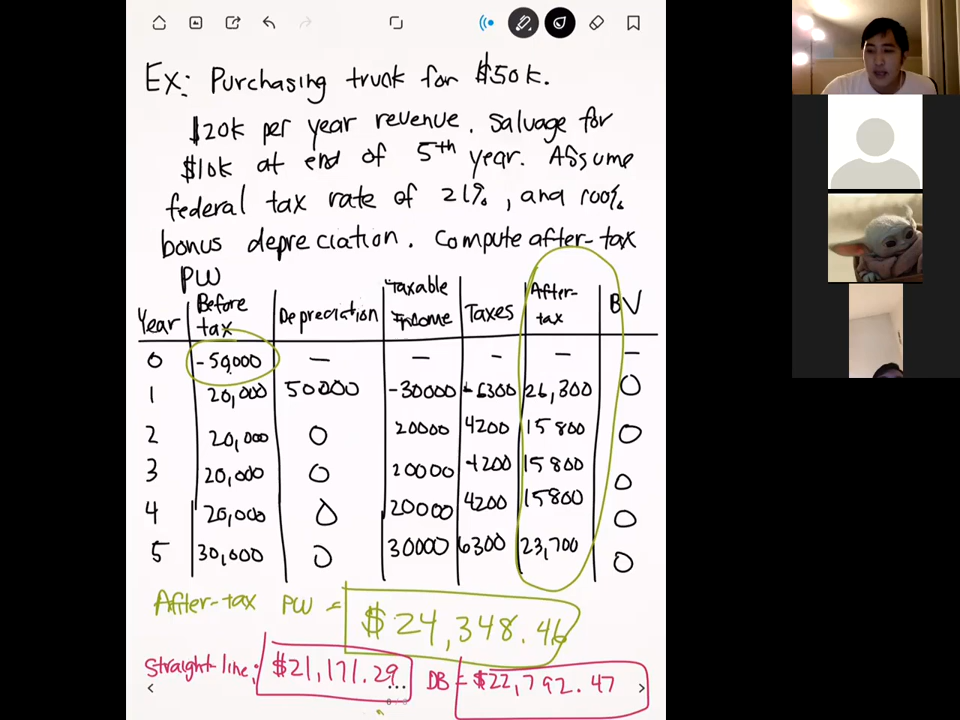 Ex: Purchasing truck for $50k.
$20k per year revenue. Salvage for
$10k at end of 5th year. Assume
federal tax rate of 21%, and 100%
bonus depreciation. Compute after-tax
PW
Year Before tax Depreciation Taxable Income Taxes After-tax BV
0 -50,000 — — - — —
1 20,000 50000 -30000 -6300 26,300 0
2 20,000 0 20000 4200 15800 0
3 20,000 0 20000 4200 15800 0
4 20,000 0 20000 4200 15800 0
5 30,000 0 30000 6300 23,700 0
After-tax PW = $24,348.46
Straight line: $21,171.29 DB = $22,792.47